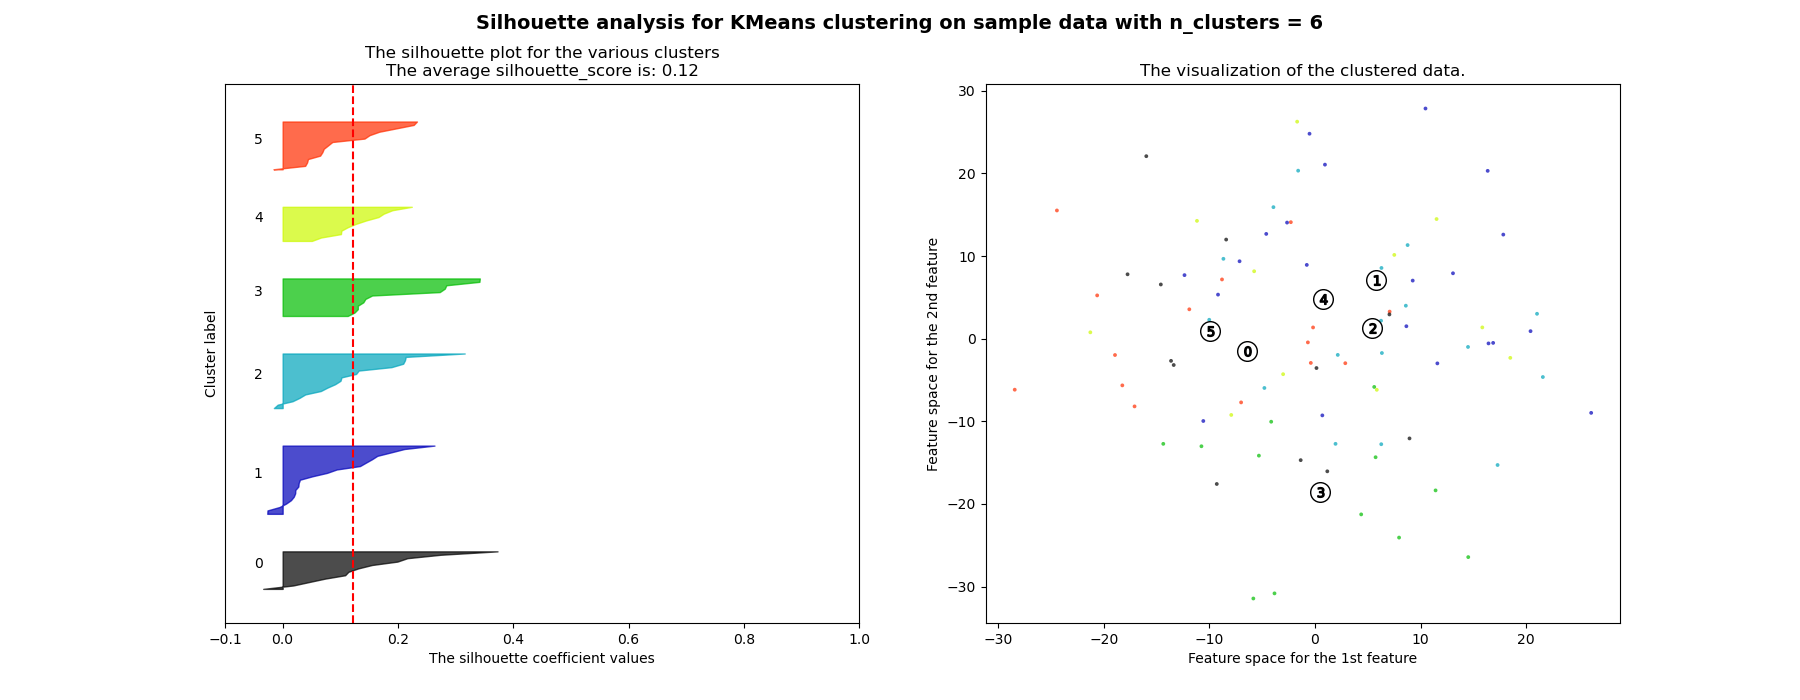 Silhouette analysis for KMeans clustering on sample data with n_clusters = 6
The silhouette plot for the various clusters
The average silhouette_score is: 0.12
5
4
3
2
1
0
Cluster label
−0.1 0.0 0.2 0.4 0.6 0.8 1.0
The silhouette coefficient values
The visualization of the clustered data.
30
20
10
0
−10
−20
−30
Feature space for the 2nd feature
1
4
2
5
0
3
−30 −20 −10 0 10 20
Feature space for the 1st feature